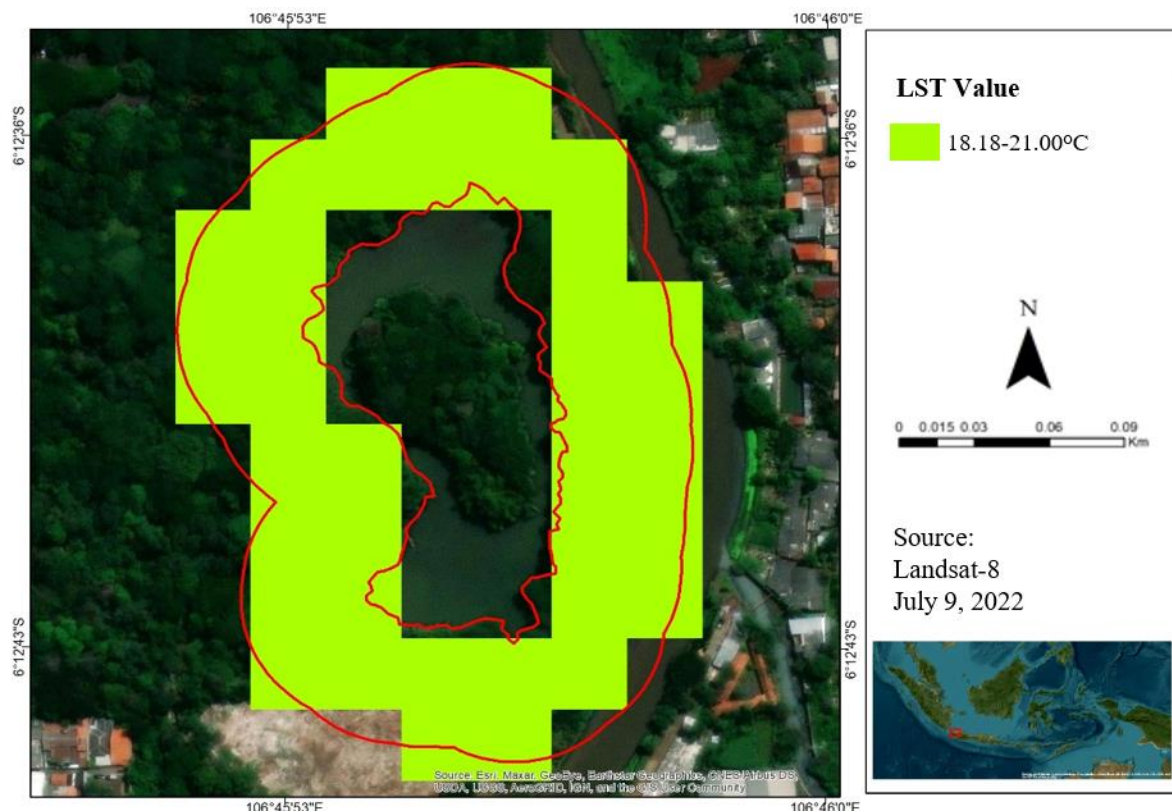 106°45'53"E
106°46'0"E
6°12'36"S
6°12'36"S
6°12'43"S
6°12'43"S
106°45'53"E
106°46'0"E
Source: Esri, Maxar, GeoEye, Earthstar Geographics, CNES/Airbus DS,
USDA, USGS, AeroGRID, IGN, and the GIS User Community
LST Value
18.18-21.00°C
N
0 0.015 0.03 0.06 0.09
Km
Source:
Landsat-8
July 9, 2022